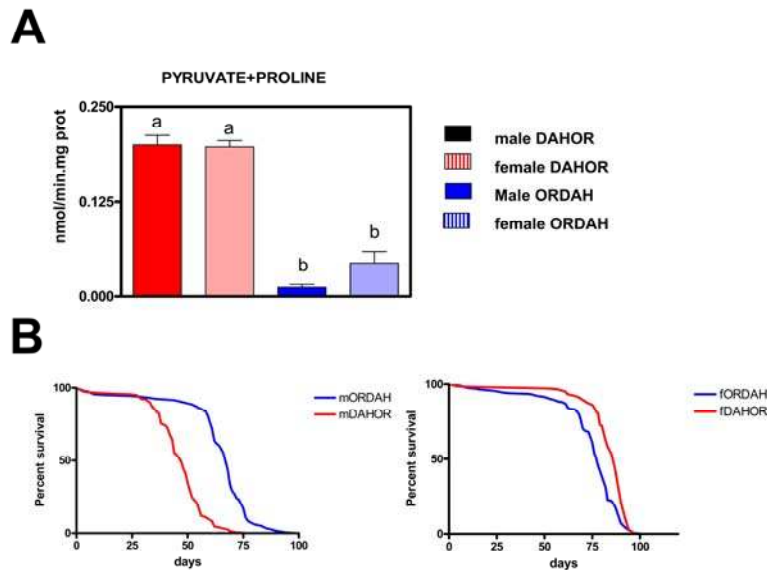 A
PYRUVATE+PROLINE
nmol/min.mg prot
0.250
0.125
0.000
a
a
b
b
male DAHOR
female DAHOR
Male ORDAH
female ORDAH
B
Percent survival
100
50
0
0
25
50
75
100
days
mORDAH
mDAHOR
Percent survival
100
50
0
0
25
50
75
100
days
fORDAH
fDAHOR